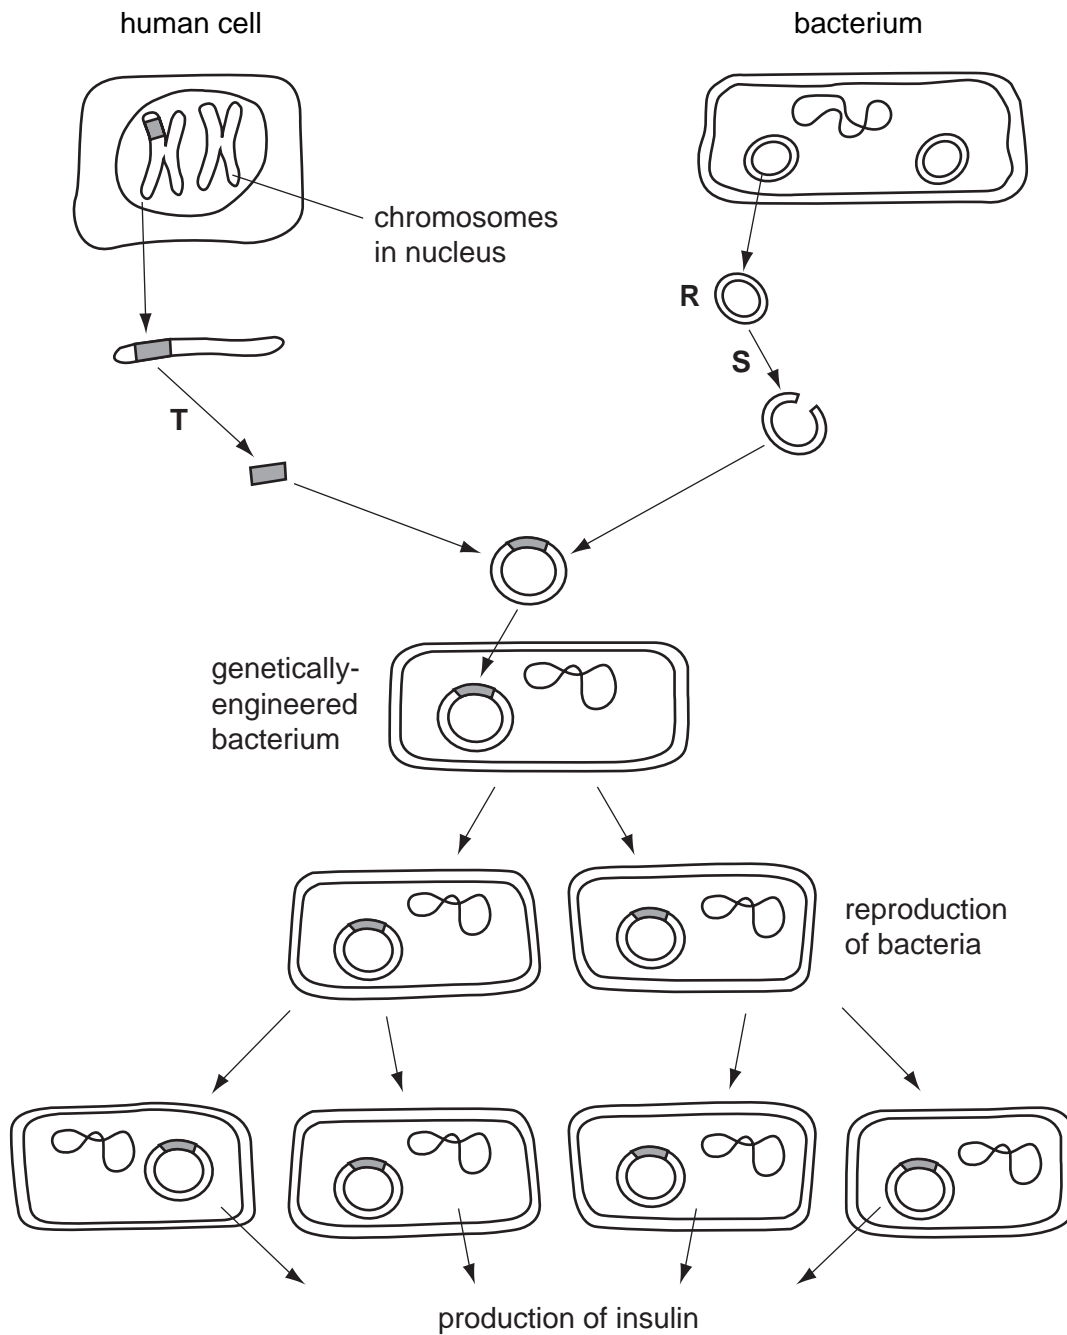 human cell
bacterium
chromosomes
in nucleus
R
S
T
genetically-
engineered
bacterium
reproduction
of bacteria
production of insulin